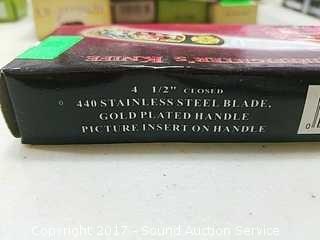 KNIFE
4 1/2" CLOSED
440 STAINLESS STEEL BLADE,
GOLD PLATED HANDLE
PICTURE INSERT ON HANDLE
Copyright 2017 - Sound Auction Service